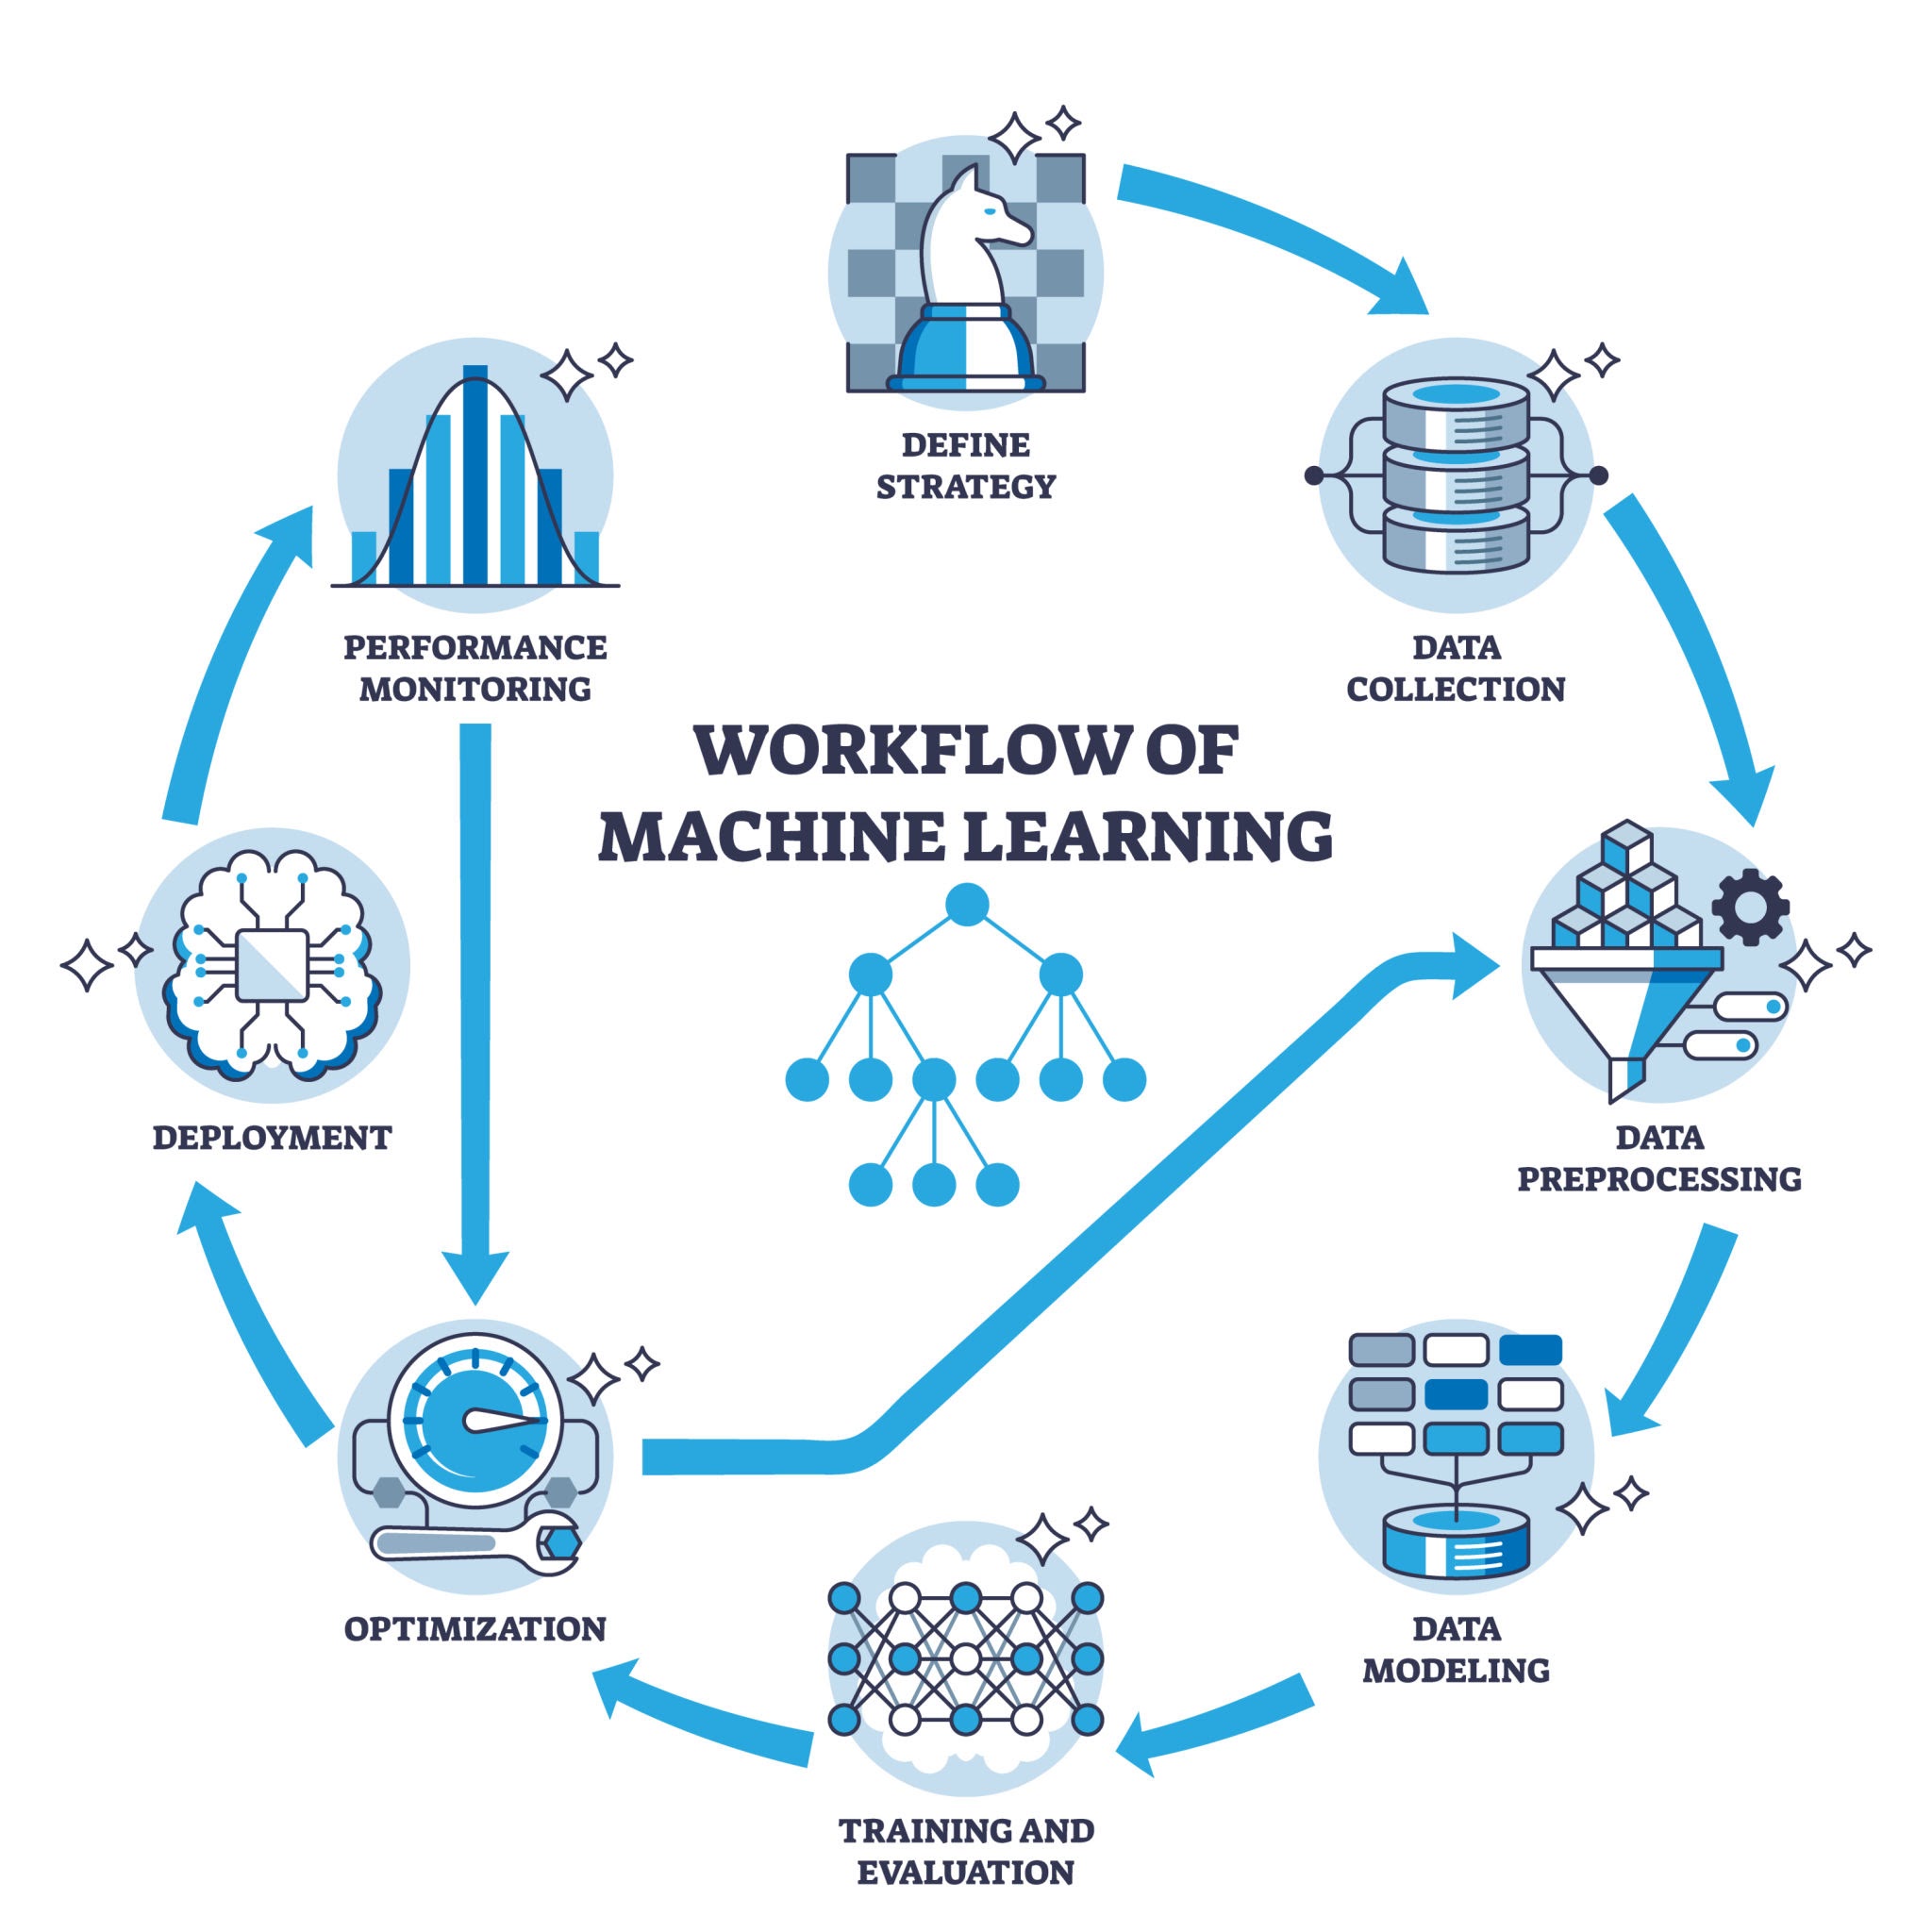 DEFINE
STRATEGY
DATA
COLLECTION
DATA
PREPROCESSING
DATA
MODELING
TRAINING AND
EVALUATION
OPTIMIZATION
DEPLOYMENT
PERFORMANCE
MONITORING
WORKFLOW OF
MACHINE LEARNING